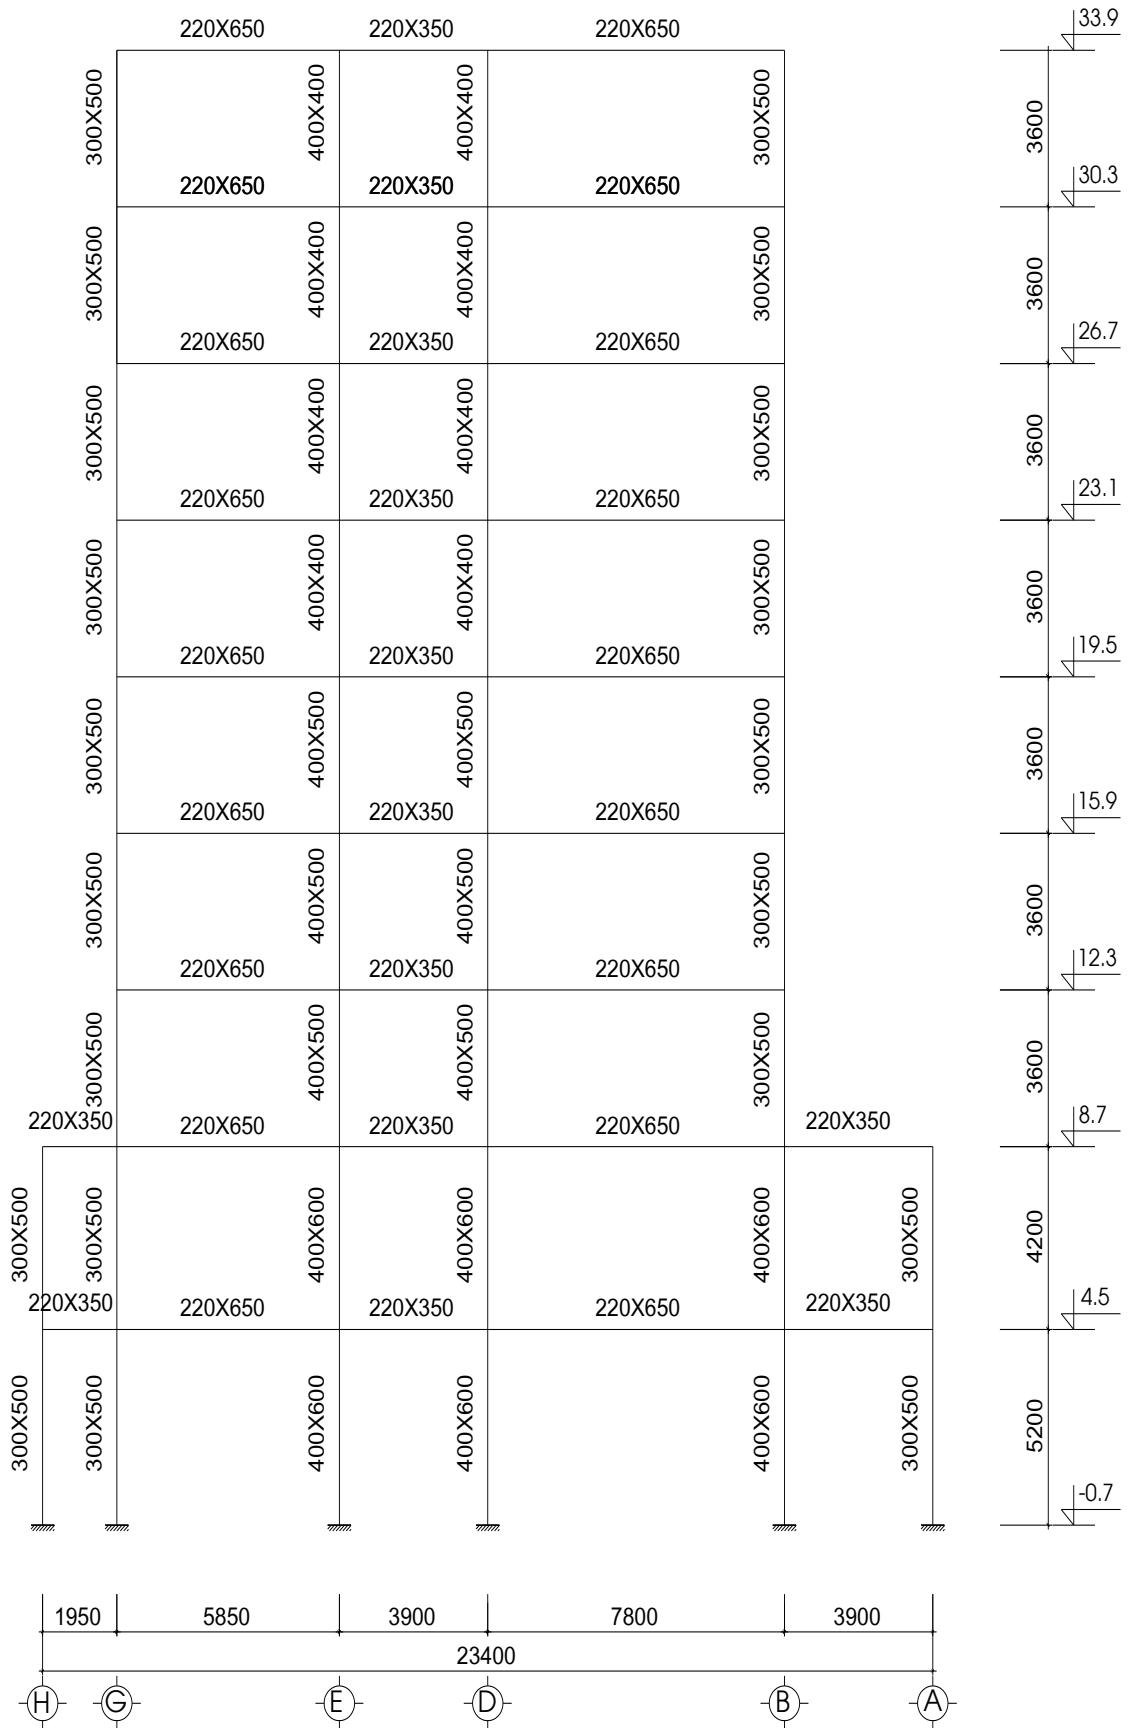 220X650 220X350 220X650 33.9
300X500 400X400 400X400 300X500 3600
220X650 220X350 220X650 30.3
300X500 400X400 400X400 300X500 3600
220X650 220X350 220X650 26.7
300X500 400X400 400X400 300X500 3600
220X650 220X350 220X650 23.1
300X500 400X400 400X400 300X500 3600
220X650 220X350 220X650 19.5
300X500 400X500 400X500 300X500 3600
220X650 220X350 220X650 15.9
300X500 400X500 400X500 300X500 3600
220X650 220X350 220X650 12.3
300X500 400X500 400X500 300X500 3600
220X350 220X650 220X350 220X650 220X350 8.7
300X500 300X500 400X600 400X600 400X600 300X500 4200
220X350 220X650 220X350 220X650 220X350 4.5
300X500 300X500 400X600 400X600 400X600 300X500 5200
-0.7
1950 5850 3900 7800 3900
23400
H G E D B A